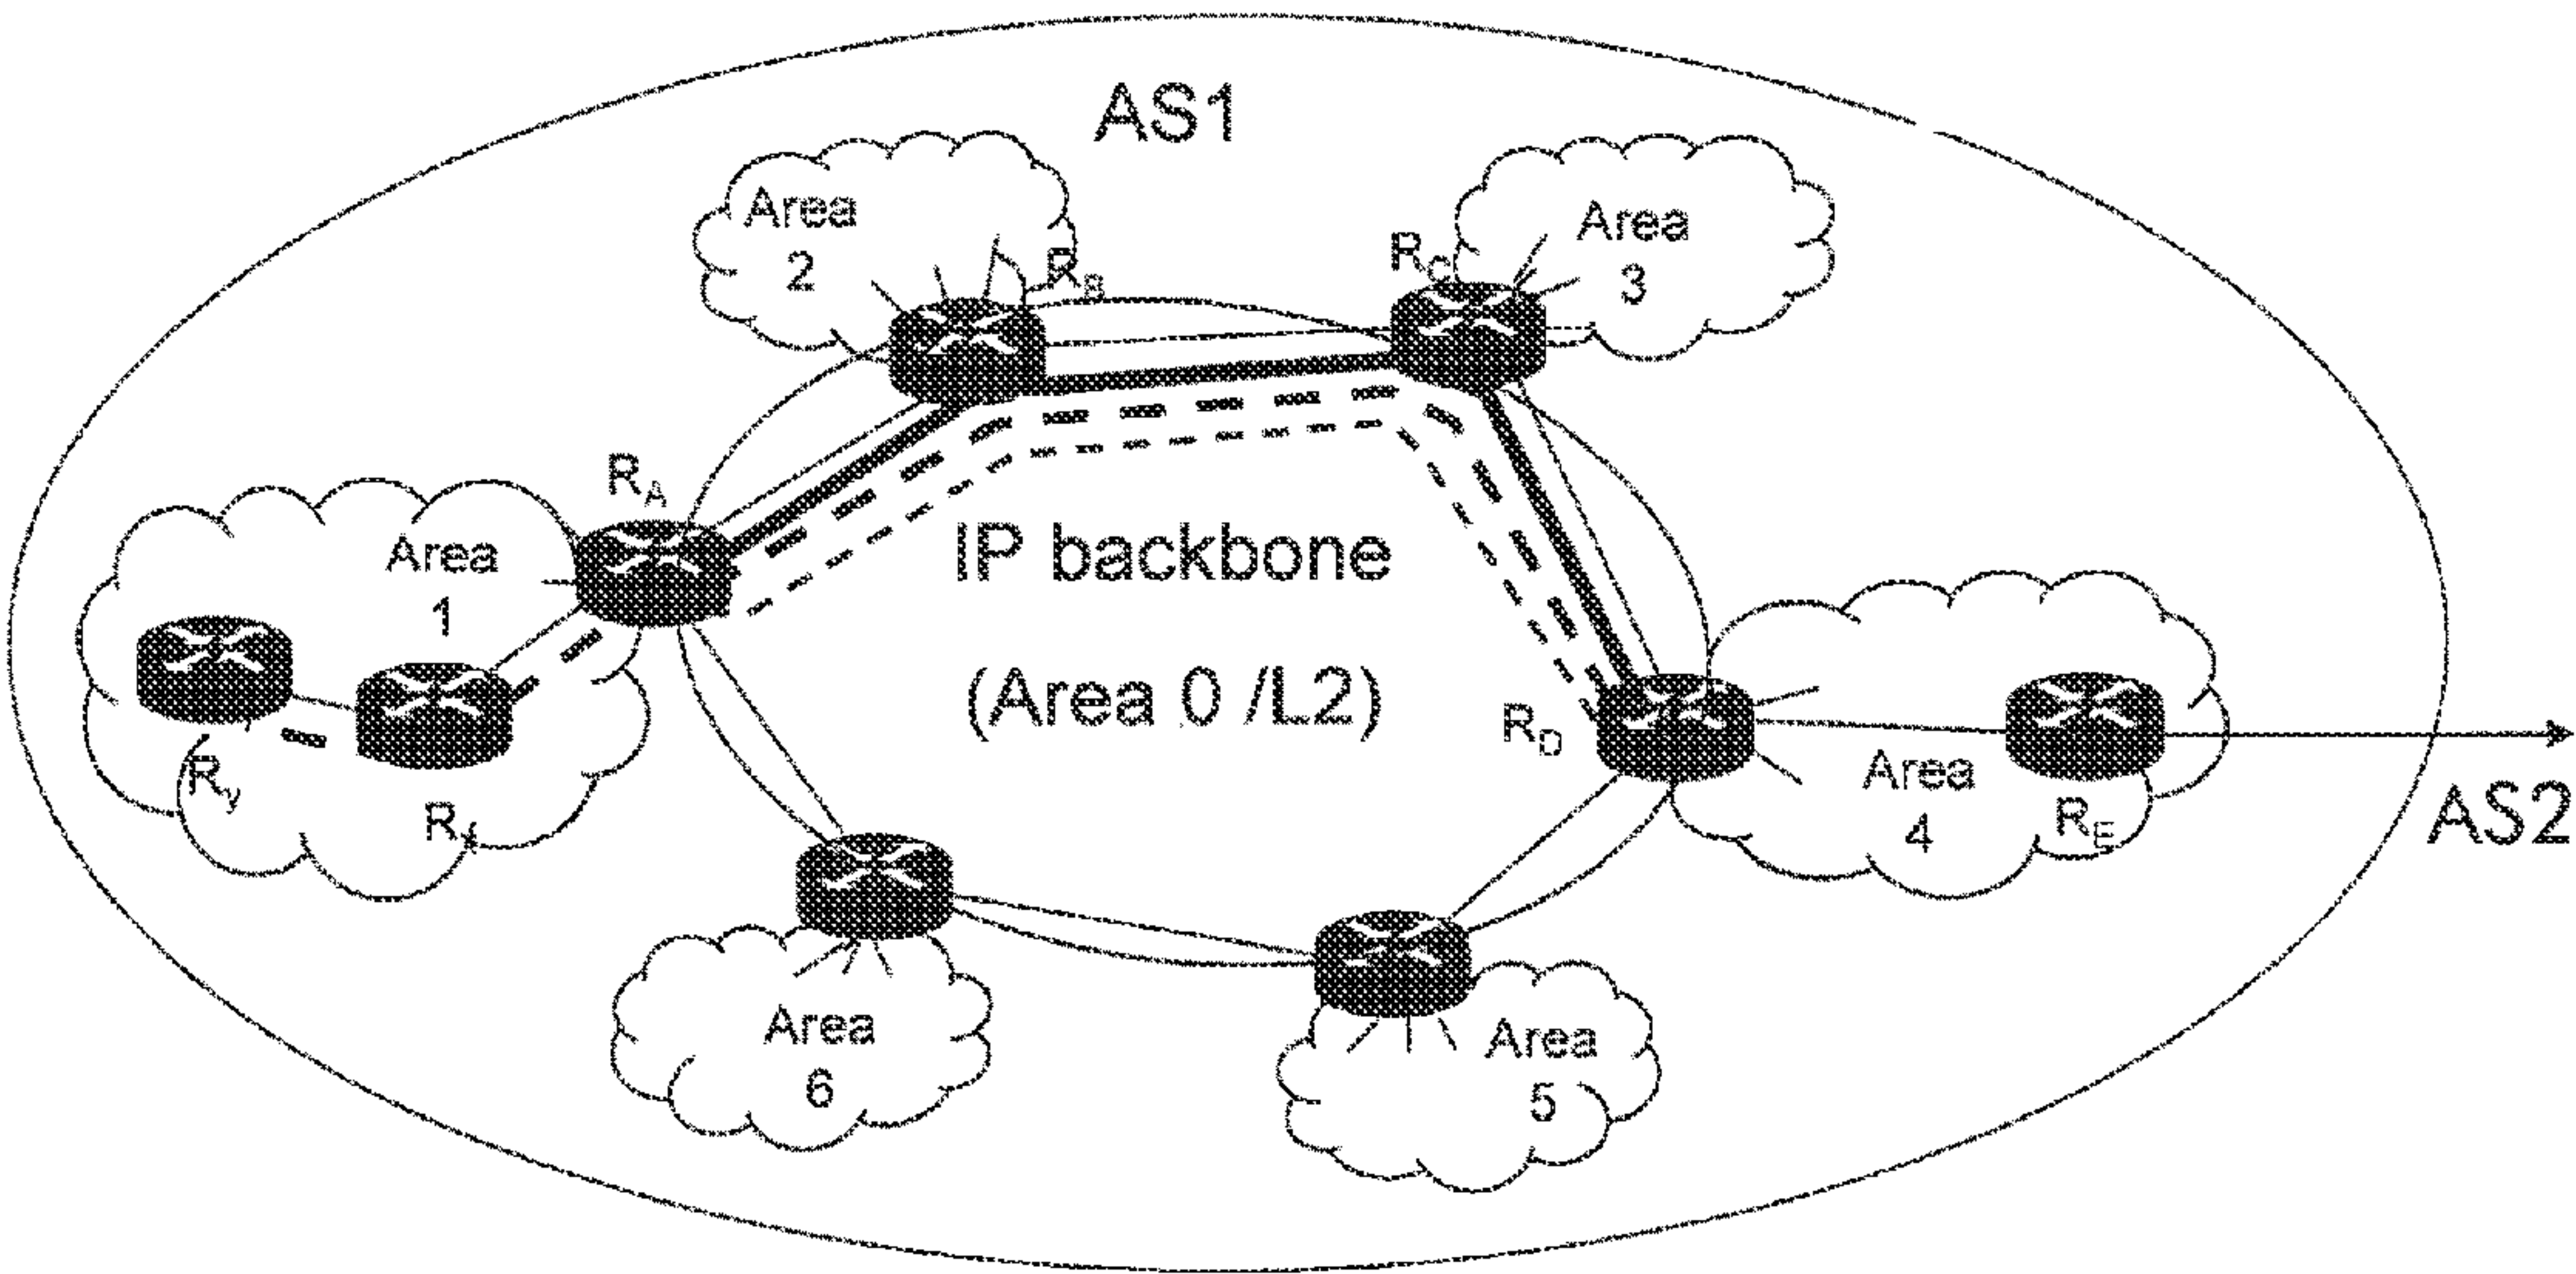 AS1
Area
2
R_B
R_C
Area
3
R_A
Area
1
IP backbone
(Area 0 /L2)
R_y
R_x
R_D
Area
4
R_E
AS2
Area
6
Area
5